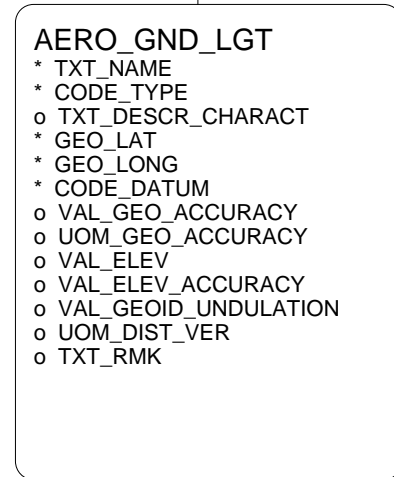 AERO_GND_LGT
* TXT_NAME
* CODE_TYPE
o TXT_DESCR_CHARACT
* GEO_LAT
* GEO_LONG
* CODE_DATUM
o VAL_GEO_ACCURACY
o UOM_GEO_ACCURACY
o VAL_ELEV
o VAL_ELEV_ACCURACY
o VAL_GEOID_UNDULATION
o UOM_DIST_VER
o TXT_RMK